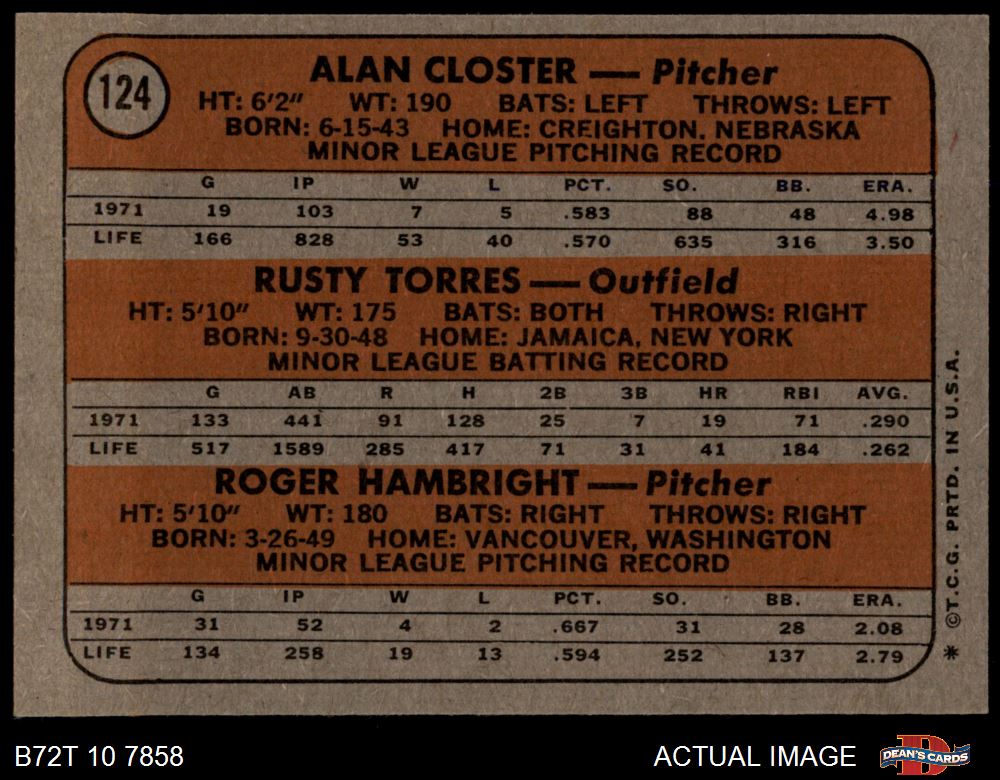 124
ALAN CLOSTER — Pitcher
HT: 6'2" WT: 190 BATS: LEFT THROWS: LEFT
BORN: 6-15-43 HOME: CREIGHTON, NEBRASKA
MINOR LEAGUE PITCHING RECORD
G IP W L PCT. SO. BB. ERA.
1971 19 103 7 5 .583 88 48 4.98
LIFE 166 828 53 40 .570 635 316 3.50
RUSTY TORRES — Outfield
HT: 5'10" WT: 175 BATS: BOTH THROWS: RIGHT
BORN: 9-30-48 HOME: JAMAICA, NEW YORK
MINOR LEAGUE BATTING RECORD
G AB R H 2B 3B HR RBI AVG.
1971 133 441 91 128 25 7 19 71 .290
LIFE 517 1589 285 417 71 31 41 184 .262
ROGER HAMBRIGHT — Pitcher
HT: 5'10" WT: 180 BATS: RIGHT THROWS: RIGHT
BORN: 3-26-49 HOME: VANCOUVER, WASHINGTON
MINOR LEAGUE PITCHING RECORD
G IP W L PCT. SO. BB. ERA.
1971 31 52 4 2 .667 31 28 2.08
LIFE 134 258 19 13 .594 252 137 2.79
* ©T.C.G. PRTD. IN U.S.A.
B72T 10 7858
ACTUAL IMAGE
D
DEAN'S CARDS